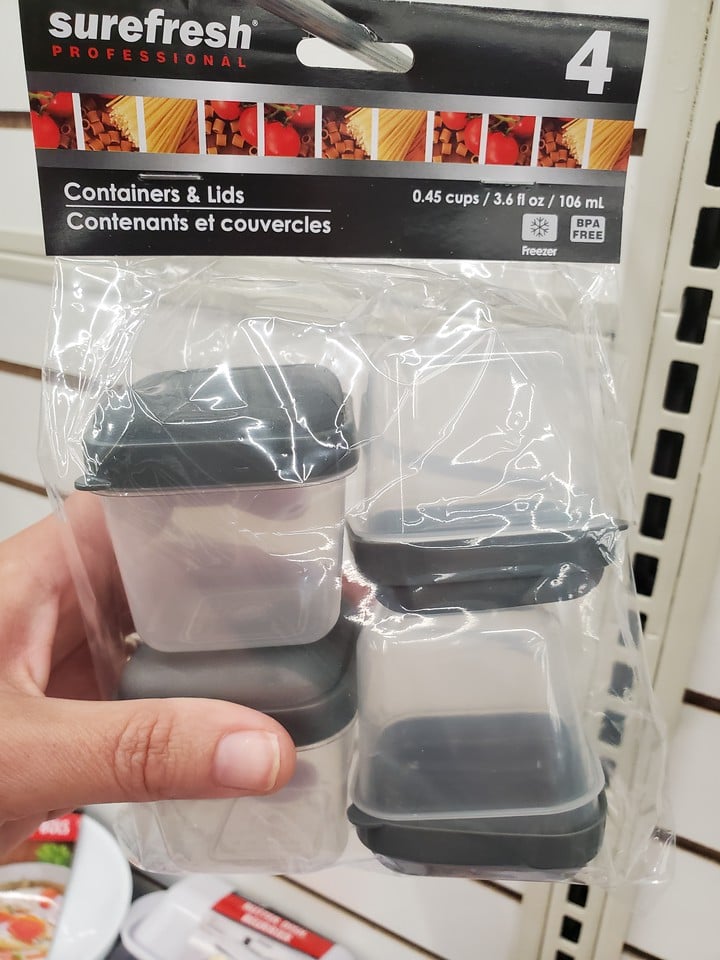 surefresh®
PROFESSIONAL
4
Containers & Lids
Contenants et couvercles
0.45 cups / 3.6 fl oz / 106 mL
Freezer
BPA
FREE